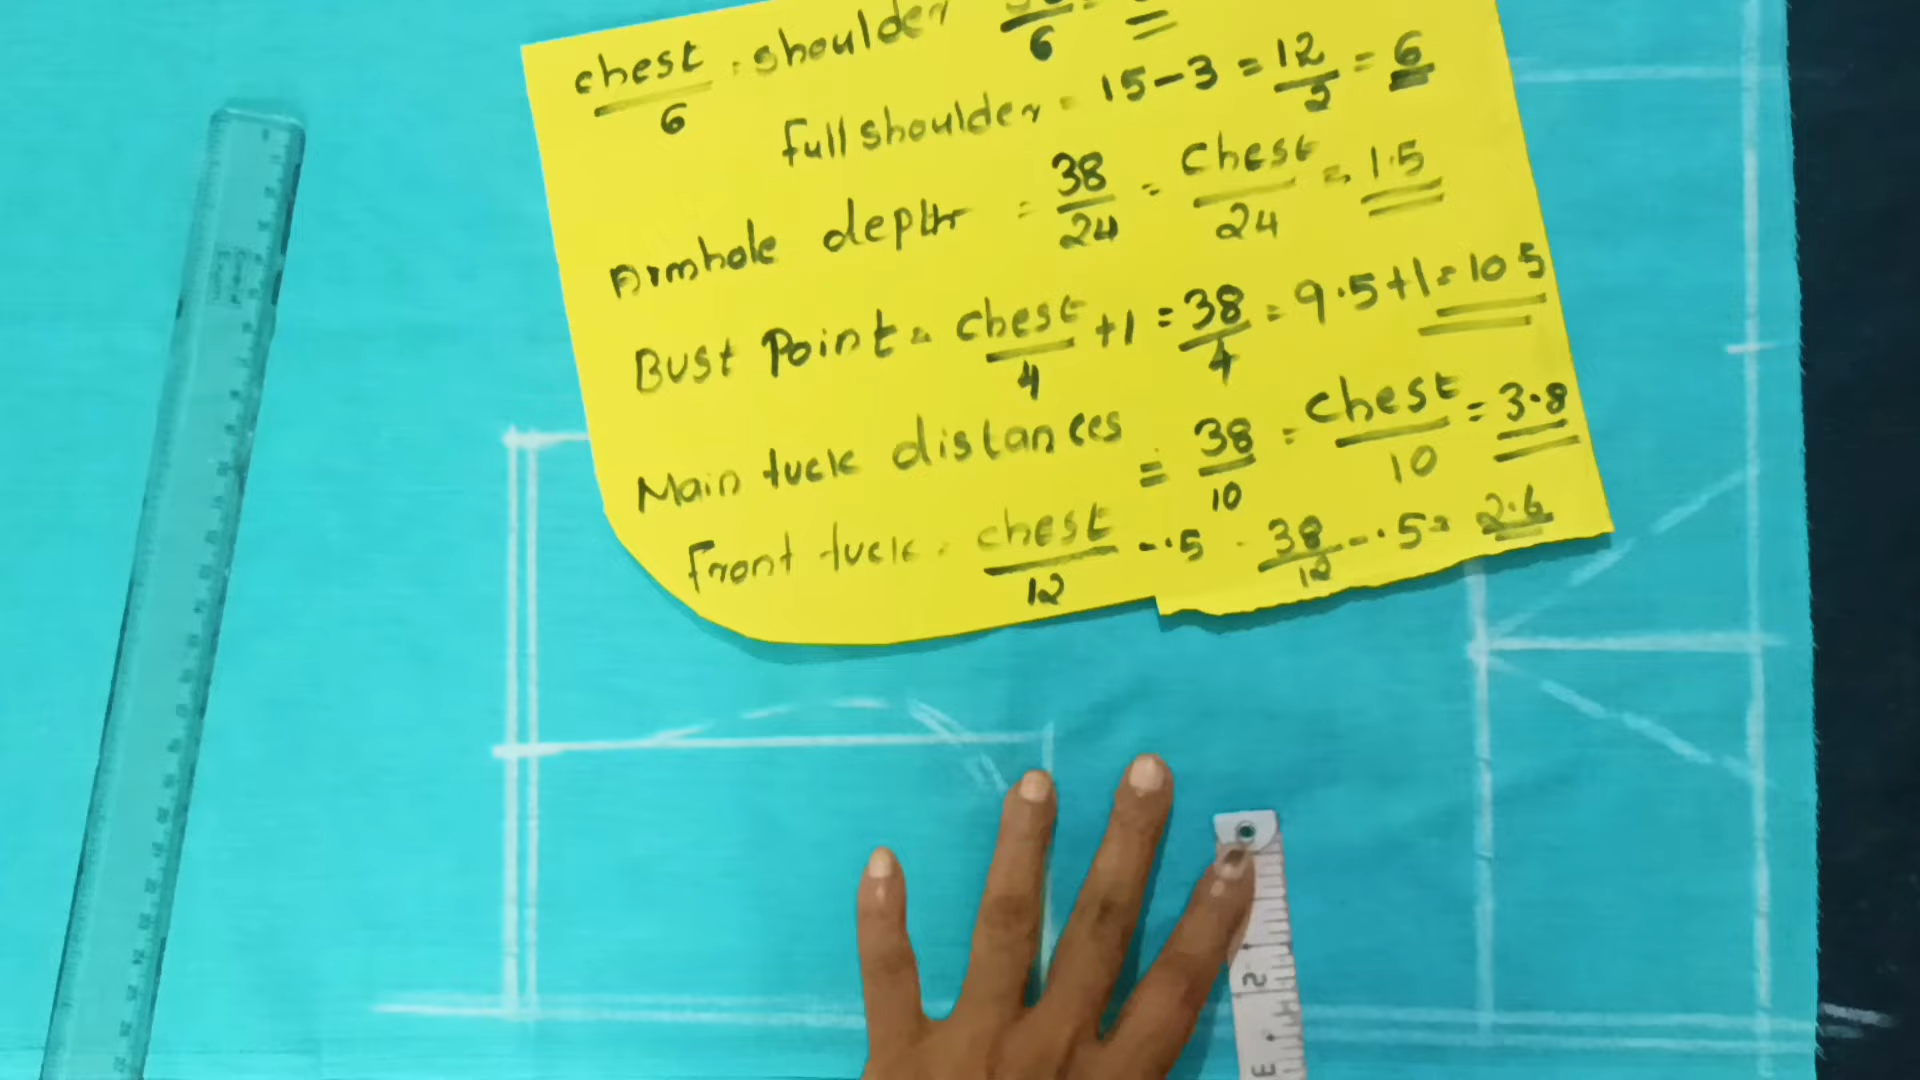 chest/6 . shoulder /6 =
full shoulder = 15-3 = 12/2 = 6
Armhole depth = 38/24 = chest/24 = 1.5
Bust Point = chest/4 +1 = 38/4 = 9.5+1 = 10 5
Main tuck distances = 38/10 = chest/10 = 3.8
Front tuck . chest/12 - .5 - 38/12 - .5 = 2.6
2
3